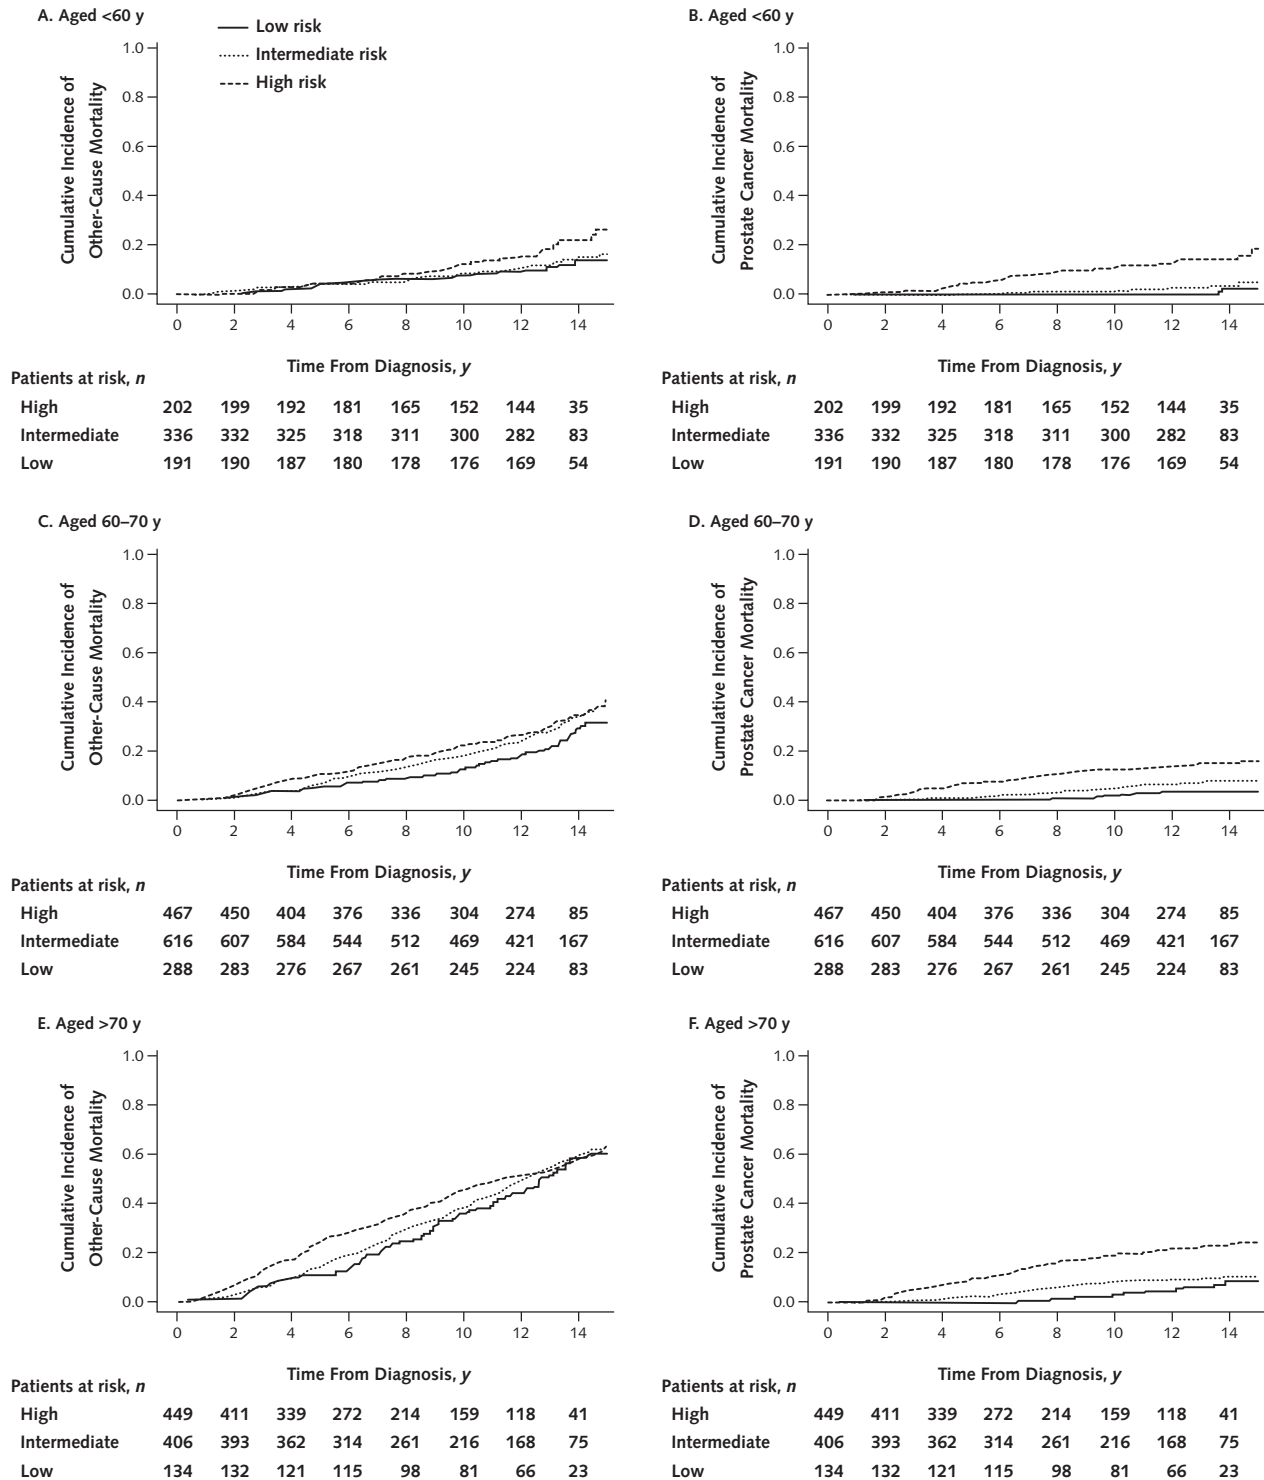 A. Aged <60 y
Low risk
Intermediate risk
High risk
Cumulative Incidence of
Other-Cause Mortality
1.0
0.8
0.6
0.4
0.2
0.0
0 2 4 6 8 10 12 14
Time From Diagnosis, y
Patients at risk, n
High 202 199 192 181 165 152 144 35
Intermediate 336 332 325 318 311 300 282 83
Low 191 190 187 180 178 176 169 54
B. Aged <60 y
Cumulative Incidence of
Prostate Cancer Mortality
1.0
0.8
0.6
0.4
0.2
0.0
0 2 4 6 8 10 12 14
Time From Diagnosis, y
Patients at risk, n
High 202 199 192 181 165 152 144 35
Intermediate 336 332 325 318 311 300 282 83
Low 191 190 187 180 178 176 169 54
C. Aged 60–70 y
Cumulative Incidence of
Other-Cause Mortality
1.0
0.8
0.6
0.4
0.2
0.0
0 2 4 6 8 10 12 14
Time From Diagnosis, y
Patients at risk, n
High 467 450 404 376 336 304 274 85
Intermediate 616 607 584 544 512 469 421 167
Low 288 283 276 267 261 245 224 83
D. Aged 60–70 y
Cumulative Incidence of
Prostate Cancer Mortality
1.0
0.8
0.6
0.4
0.2
0.0
0 2 4 6 8 10 12 14
Time From Diagnosis, y
Patients at risk, n
High 467 450 404 376 336 304 274 85
Intermediate 616 607 584 544 512 469 421 167
Low 288 283 276 267 261 245 224 83
E. Aged >70 y
Cumulative Incidence of
Other-Cause Mortality
1.0
0.8
0.6
0.4
0.2
0.0
0 2 4 6 8 10 12 14
Time From Diagnosis, y
Patients at risk, n
High 449 411 339 272 214 159 118 41
Intermediate 406 393 362 314 261 216 168 75
Low 134 132 121 115 98 81 66 23
F. Aged >70 y
Cumulative Incidence of
Prostate Cancer Mortality
1.0
0.8
0.6
0.4
0.2
0.0
0 2 4 6 8 10 12 14
Time From Diagnosis, y
Patients at risk, n
High 449 411 339 272 214 159 118 41
Intermediate 406 393 362 314 261 216 168 75
Low 134 132 121 115 98 81 66 23